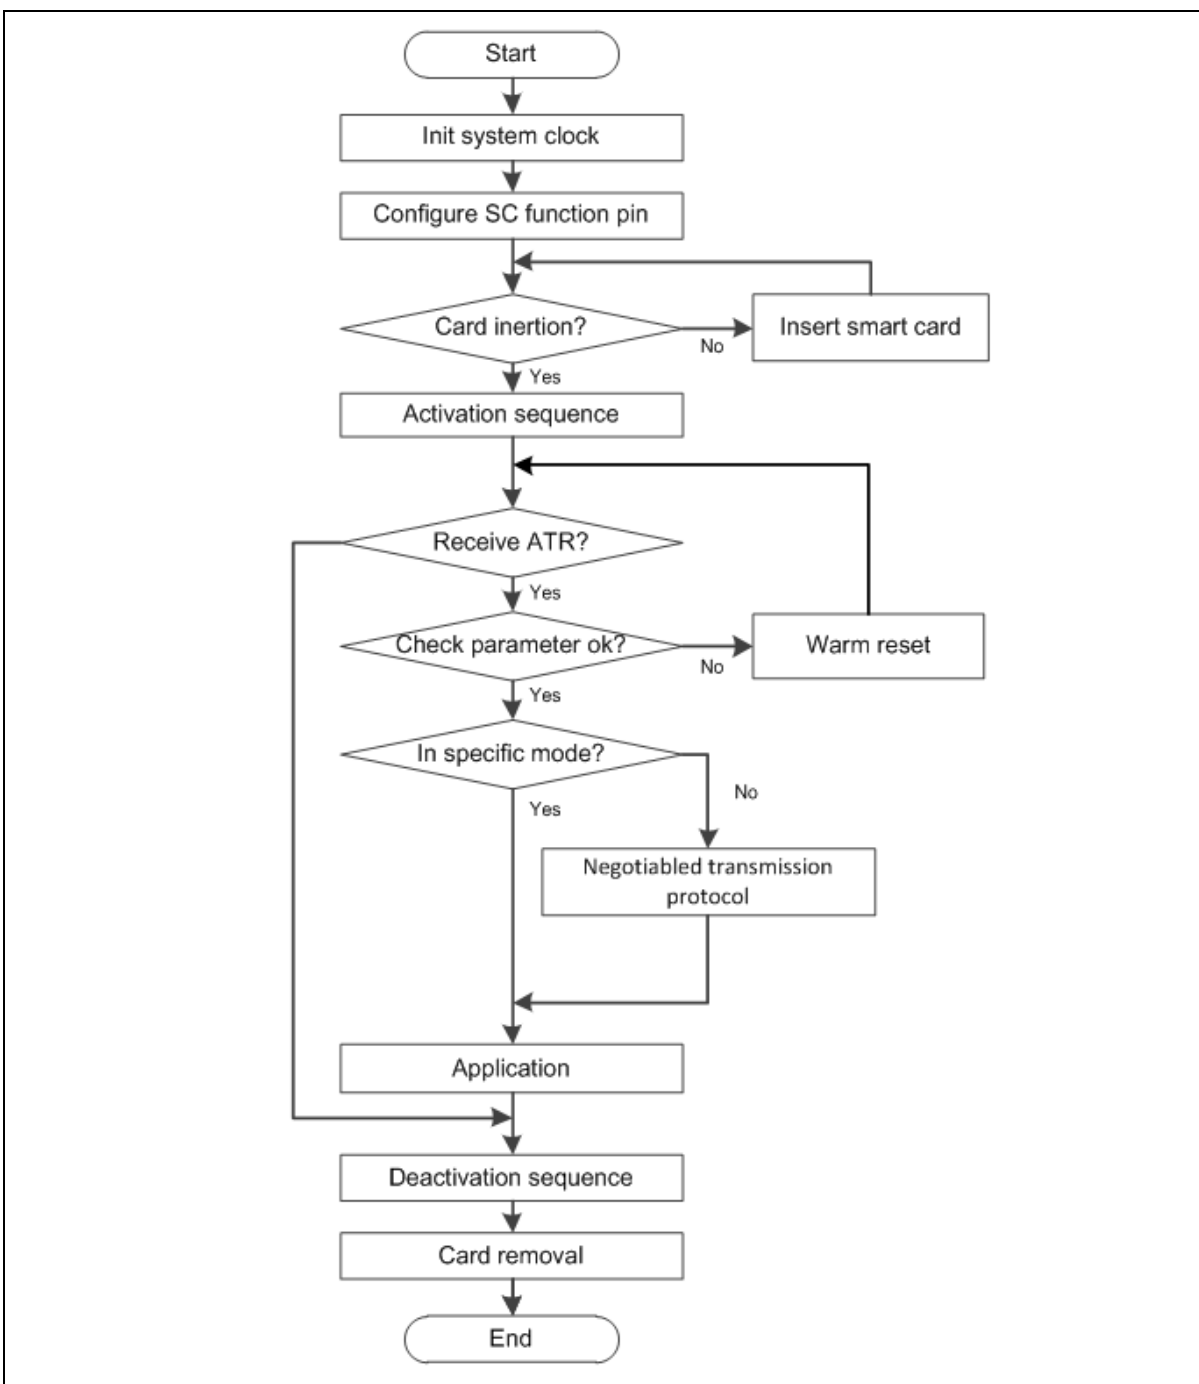 Start
Init system clock
Configure SC function pin
Card inertion?
No
Insert smart card
Yes
Activation sequence
Receive ATR?
Yes
Check parameter ok?
No
Warm reset
Yes
In specific mode?
No
Yes
Negotiabled transmission
protocol
Application
Deactivation sequence
Card removal
End